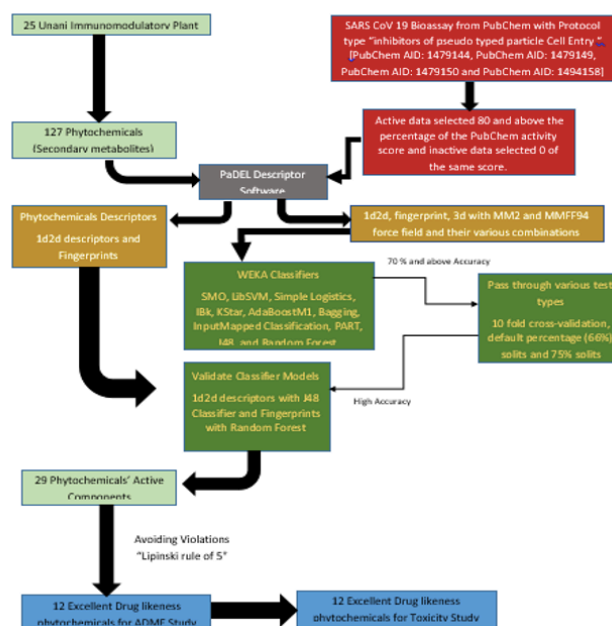 25 Unani Immunomodulatory Plant
SARS CoV 19 Bioassay from PubChem with Protocol
type "inhibitors of pseudo typed particle Cell Entry."
[PubChem AID: 1479144, PubChem AID: 1479149,
PubChem AID: 1479150 and PubChem AID: 1494158]
127 Phytochemicals
(Secondary metabolites)
Active data selected 80 and above the
percentage of the PubChem activity
score and inactive data selected 0 of
the same score.
PaDEL Descriptor
Software
Phytochemicals Descriptors
1d2d descriptors and
Fingerprints
1d2d, fingerprint, 3d with MM2 and MMFF94
force field and their various combinations
WEKA Classifiers
SMO, LibSVM, Simple Logistics,
IBk, KStar, AdaBoostM1, Bagging,
InputMapped Classification, PART,
J48, and Random Forest
70 % and above Accuracy
Pass through various test
types
10 fold cross-validation,
default percentage (66%)
splits and 75% splits
Validate Classifier Models
1d2d descriptors with J48
Classifier and Fingerprints
with Random Forest
High Accuracy
29 Phytochemicals' Active
Components
Avoiding Violations
"Lipinski rule of 5"
12 Excellent Drug likeness
phytochemicals for ADME Study
12 Excellent Drug likeness
phytochemicals for Toxicity Study